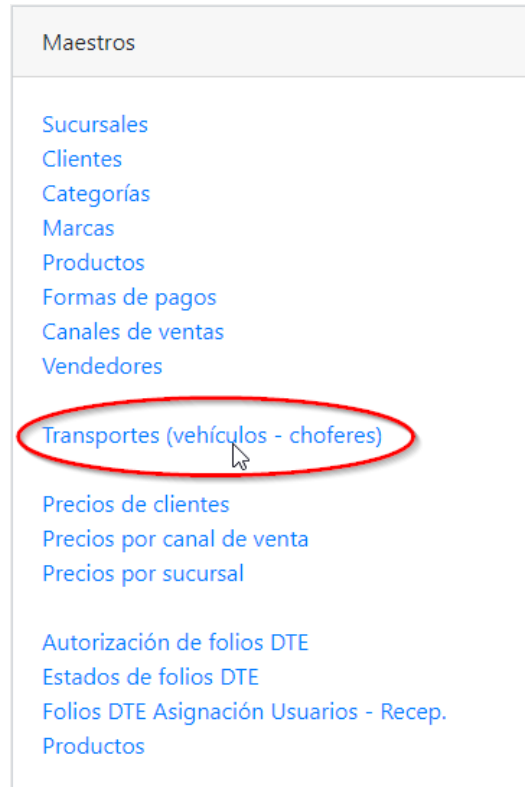 Maestros
Sucursales
Clientes
Categorías
Marcas
Productos
Formas de pagos
Canales de ventas
Vendedores
Transportes (vehículos - choferes)
Precios de clientes
Precios por canal de venta
Precios por sucursal
Autorización de folios DTE
Estados de folios DTE
Folios DTE Asignación Usuarios - Recep.
Productos